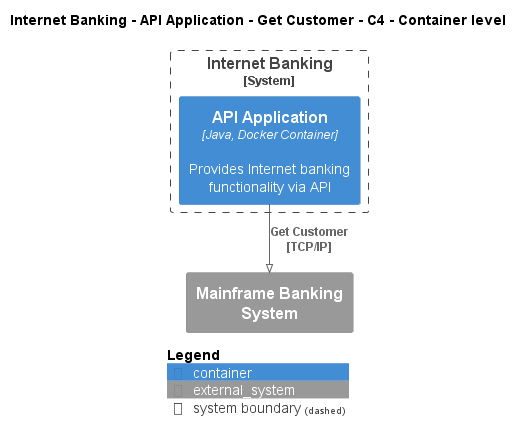 Internet Banking - API Application - Get Customer - C4 - Container level
Internet Banking
[System]
API Application
[Java, Docker Container]
Provides Internet banking
functionality via API
Get Customer
[TCP/IP]
Mainframe Banking
System
Legend
container
external_system
system boundary (dashed)